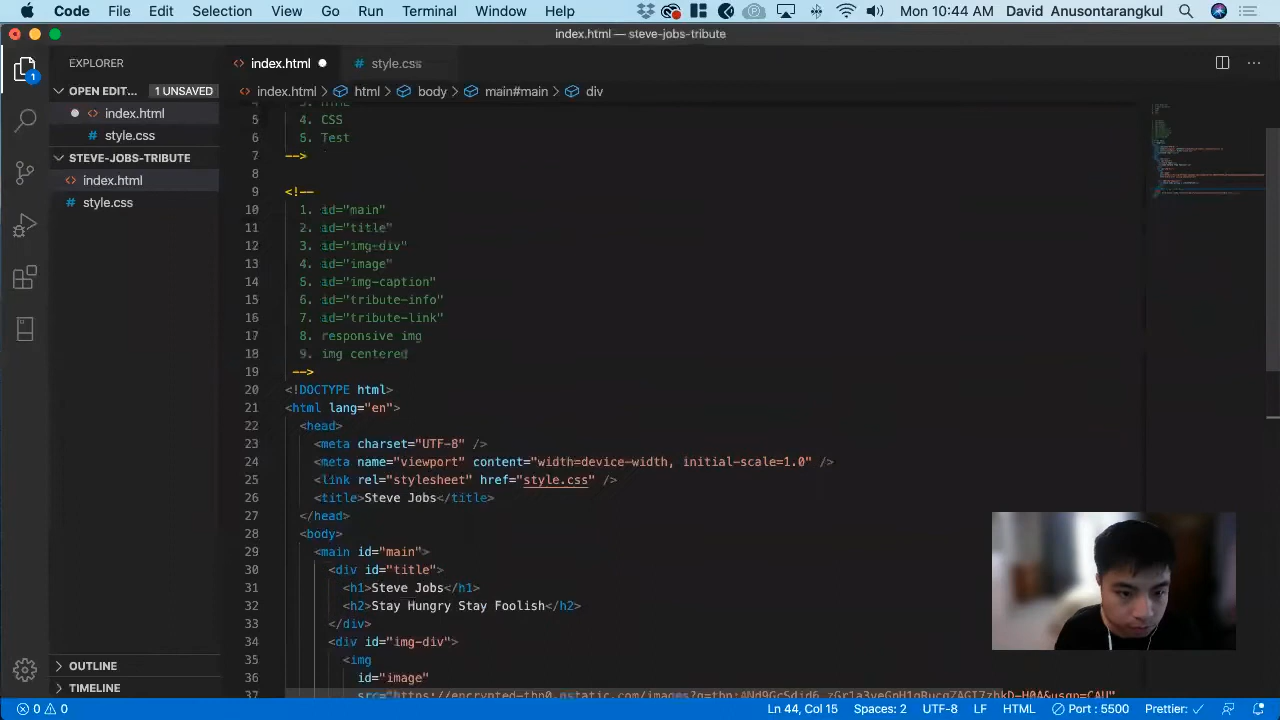 Code File Edit Selection View Go Run Terminal Window Help Mon 10:44 AM David Anusontarangkul
index.html — steve-jobs-tribute
EXPLORER
index.html
style.css
OPEN EDIT... 1 UNSAVED
index.html > html > body > main#main > div
index.html
style.css
STEVE-JOBS-TRIBUTE
index.html
style.css
OUTLINE
TIMELINE
4 3. HTML
5 4. CSS
6 5. Test
7 -->
8
9 <!--
10 1. id="main"
11 2. id="title"
12 3. id="img-div"
13 4. id="image"
14 5. id="img-caption"
15 6. id="tribute-info"
16 7. id="tribute-link"
17 8. responsive img
18 9. img centered
19 -->
20 <!DOCTYPE html>
21 <html lang="en">
22 <head>
23 <meta charset="UTF-8" />
24 <meta name="viewport" content="width=device-width, initial-scale=1.0" />
25 <link rel="stylesheet" href="style.css" />
26 <title>Steve Jobs</title>
27 </head>
28 <body>
29 <main id="main">
30 <div id="title">
31 <h1>Steve Jobs</h1>
32 <h2>Stay Hungry Stay Foolish</h2>
33 </div>
34 <div id="img-div">
35 <img
36 id="image"
37
1
0 0 Ln 44, Col 15 Spaces: 2 UTF-8 LF HTML Port : 5500 Prettier: ✓